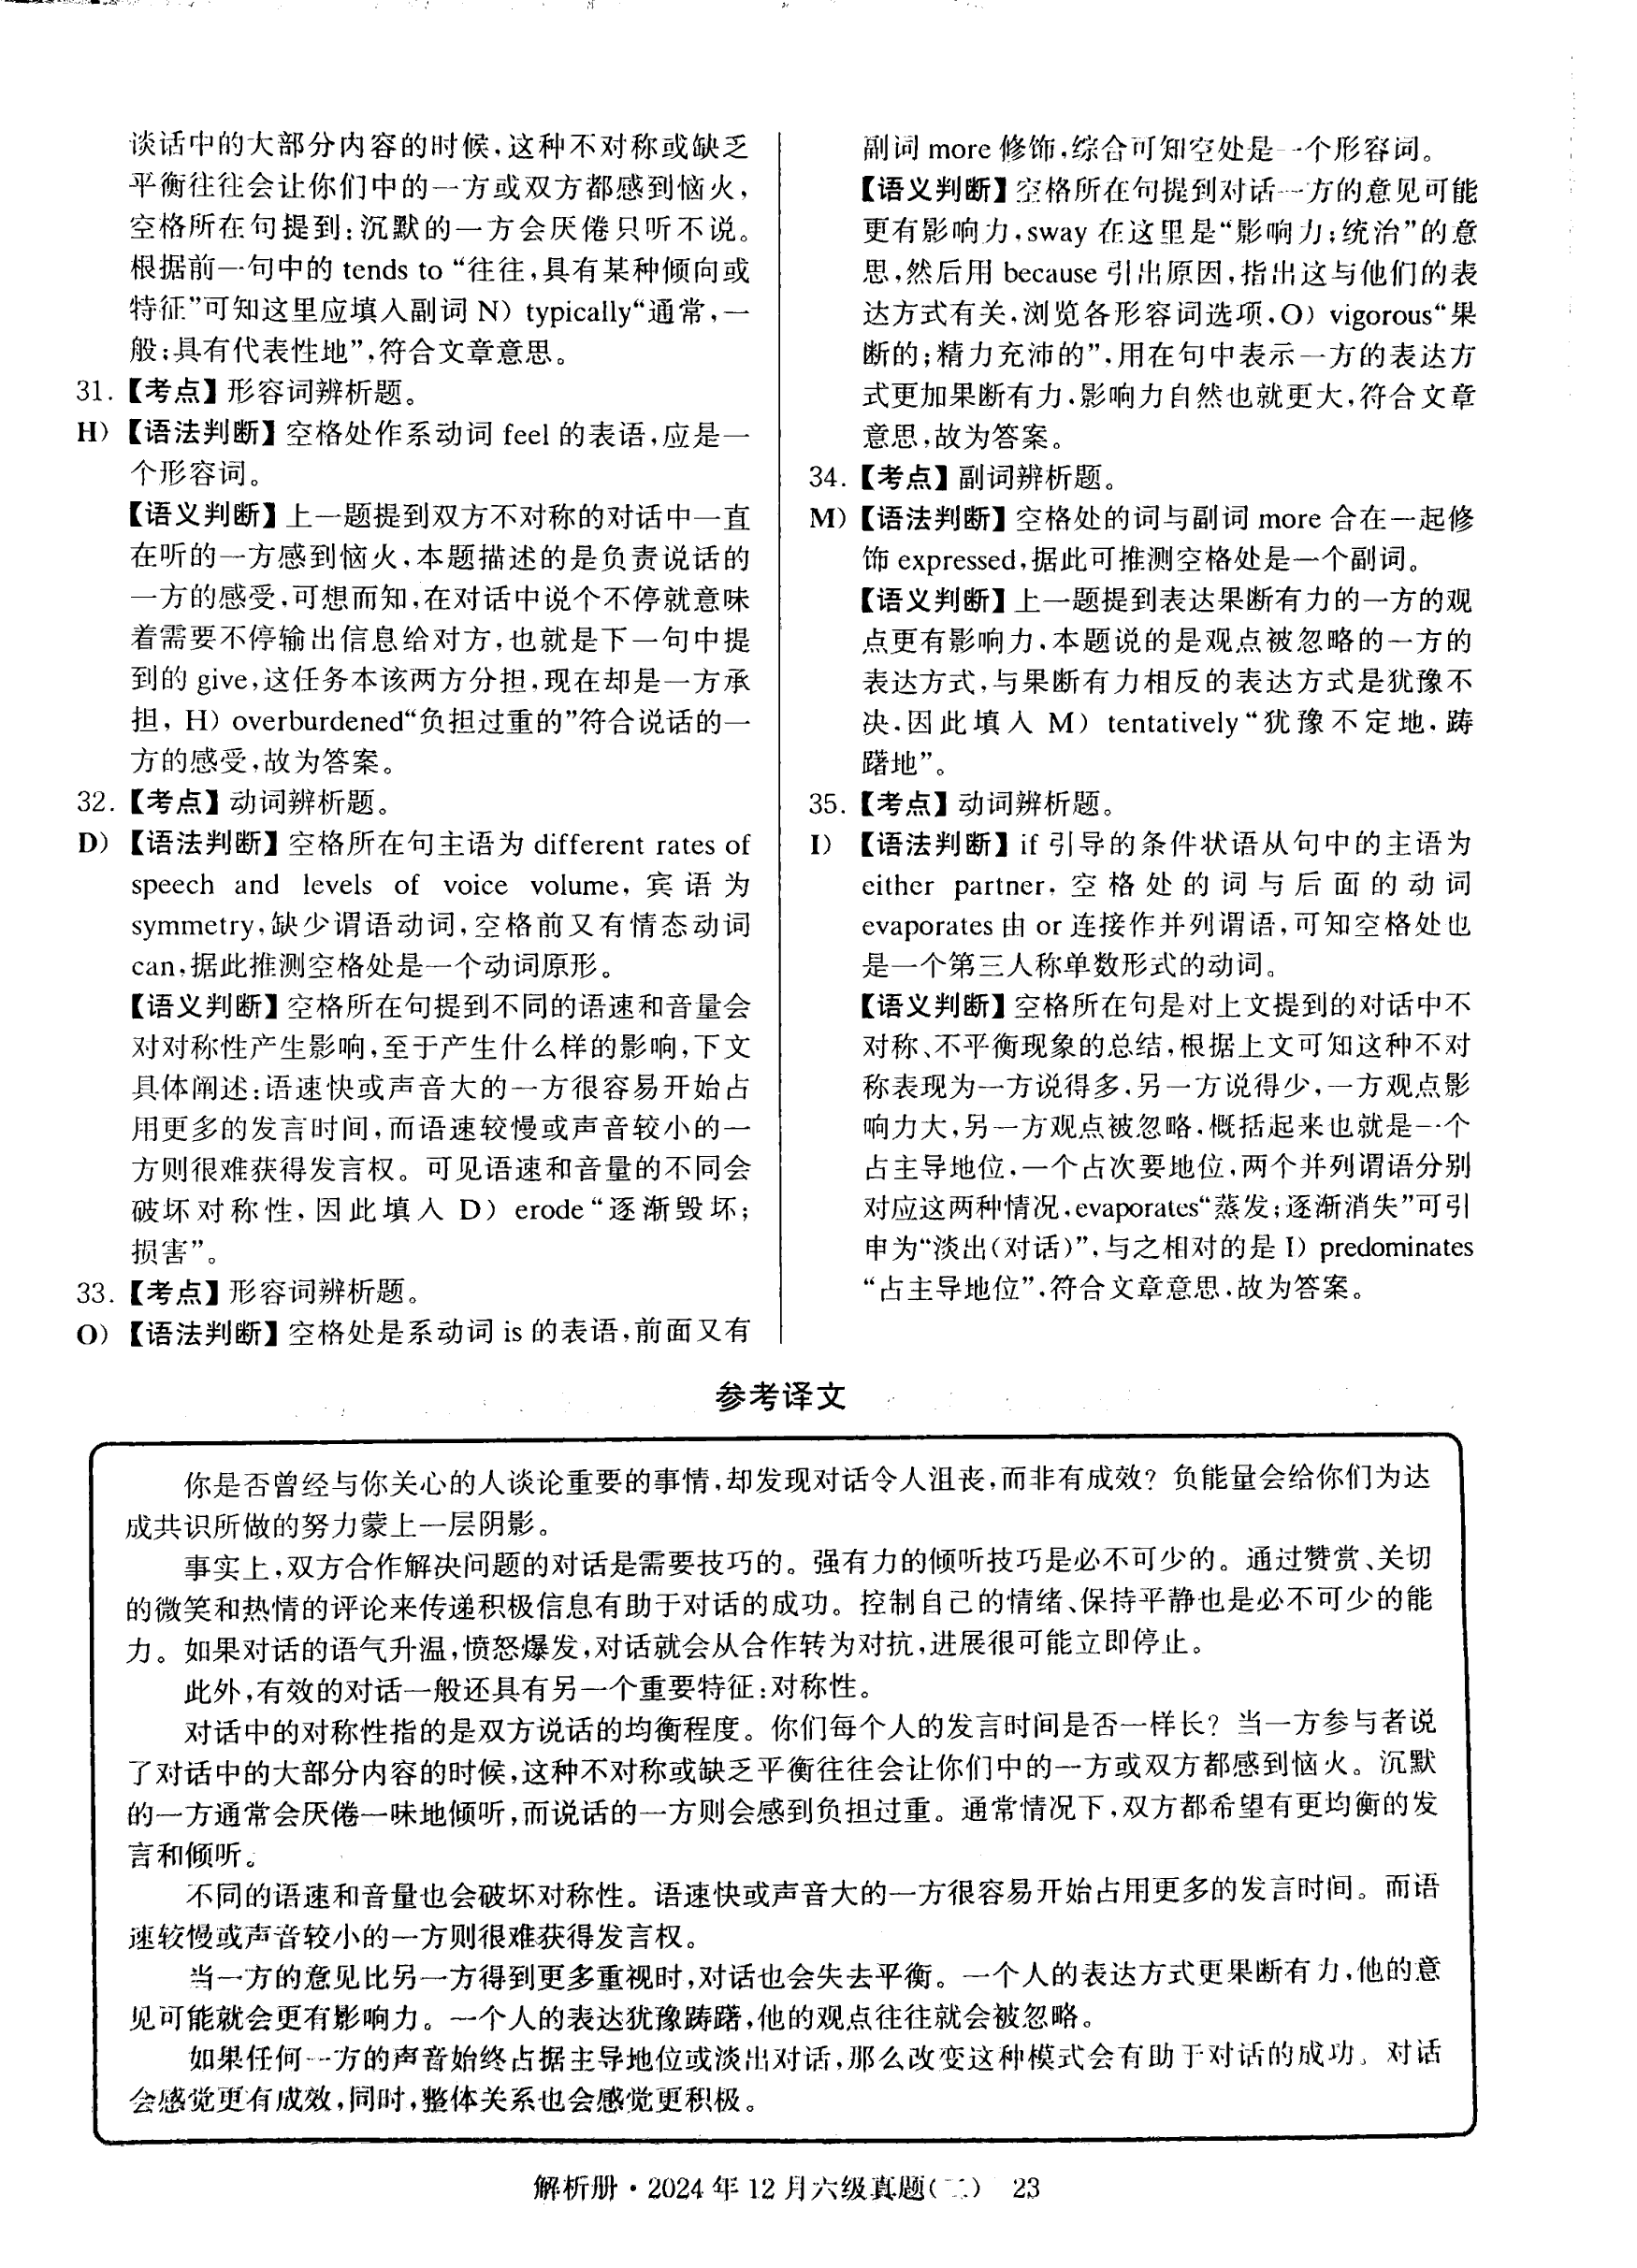 谈话中的大部分内容的时候,这种不对称或缺乏
平衡往往会让你们中的一方或双方都感到恼火,
空格所在句提到:沉默的一方会厌倦只听不说。
根据前一句中的 tends to “往往,具有某种倾向或
特征”可知这里应填入副词 N) typically“通常,一
般;具有代表性地”,符合文章意思。
31.【考点】形容词辨析题。
H)【语法判断】空格处作系动词 feel 的表语,应是一
个形容词。
【语义判断】上一题提到双方不对称的对话中一直
在听的一方感到恼火,本题描述的是负责说话的
一方的感受,可想而知,在对话中说个不停就意味
着需要不停输出信息给对方,也就是下一句中提
到的 give,这任务本该两方分担,现在却是一方承
担, H) overburdened“负担过重的”符合说话的一
方的感受,故为答案。
32.【考点】动词辨析题。
D)【语法判断】空格所在句主语为 different rates of
speech and levels of voice volume, 宾语为
symmetry,缺少谓语动词,空格前又有情态动词
can,据此推测空格处是一个动词原形。
【语义判断】空格所在句提到不同的语速和音量会
对对称性产生影响,至于产生什么样的影响,下文
具体阐述:语速快或声音大的一方很容易开始占
用更多的发言时间,而语速较慢或声音较小的一
方则很难获得发言权。可见语速和音量的不同会
破坏对称性,因此填入 D) erode“逐渐毁坏;
损害”。
33.【考点】形容词辨析题。
O)【语法判断】空格处是系动词 is 的表语,前面又有
副词 more 修饰,综合可知空处是一个形容词。
【语义判断】空格所在句提到对话一方的意见可能
更有影响力,sway 在这里是“影响力;统治”的意
思,然后用 because 引出原因,指出这与他们的表
达方式有关,浏览各形容词选项,O) vigorous“果
断的;精力充沛的”,用在句中表示一方的表达方
式更加果断有力,影响力自然也就更大,符合文章
意思,故为答案。
34.【考点】副词辨析题。
M)【语法判断】空格处的词与副词 more 合在一起修
饰 expressed,据此可推测空格处是一个副词。
【语义判断】上一题提到表达果断有力的一方的观
点更有影响力,本题说的是观点被忽略的一方的
表达方式,与果断有力相反的表达方式是犹豫不
决,因此填入 M) tentatively“犹豫不定地,踌
躇地”。
35.【考点】动词辨析题。
I)【语法判断】if 引导的条件状语从句中的主语为
either partner, 空格处的词与后面的动词
evaporates 由 or 连接作并列谓语,可知空格处也
是一个第三人称单数形式的动词。
【语义判断】空格所在句是对上文提到的对话中不
对称、不平衡现象的总结,根据上文可知这种不对
称表现为一方说得多,另一方说得少,一方观点影
响力大,另一方观点被忽略,概括起来也就是一个
占主导地位,一个占次要地位,两个并列谓语分别
对应这两种情况,evaporates“蒸发;逐渐消失”可引
申为“淡出(对话)”,与之相对的是 I) predominates
“占主导地位”,符合文章意思,故为答案。
参考译文
你是否曾经与你关心的人谈论重要的事情,却发现对话令人沮丧,而非有成效? 负能量会给你们为达
成共识所做的努力蒙上一层阴影。
事实上,双方合作解决问题的对话是需要技巧的。强有力的倾听技巧是必不可少的。通过赞赏、关切
的微笑和热情的评论来传递积极信息有助于对话的成功。控制自己的情绪、保持平静也是必不可少的能
力。如果对话的语气升温,愤怒爆发,对话就会从合作转为对抗,进展很可能立即停止。
此外,有效的对话一般还具有另一个重要特征:对称性。
对话中的对称性指的是双方说话的均衡程度。你们每个人的发言时间是否一样长? 当一方参与者说
了对话中的大部分内容的时候,这种不对称或缺乏平衡往往会让你们中的一方或双方都感到恼火。沉默
的一方通常会厌倦一味地倾听,而说话的一方则会感到负担过重。通常情况下,双方都希望有更均衡的发
言和倾听。
不同的语速和音量也会破坏对称性。语速快或声音大的一方很容易开始占用更多的发言时间。而语
速较慢或声音较小的一方则很难获得发言权。
当一方的意见比另一方得到更多重视时,对话也会失去平衡。一个人的表达方式更果断有力,他的意
见可能就会更有影响力。一个人的表达犹豫踌躇,他的观点往往就会被忽略。
如果任何一方的声音始终占据主导地位或淡出对话,那么改变这种模式会有助于对话的成功。对话
会感觉更有成效,同时,整体关系也会感觉更积极。
解析册·2024 年 12 月六级真题(二) 23